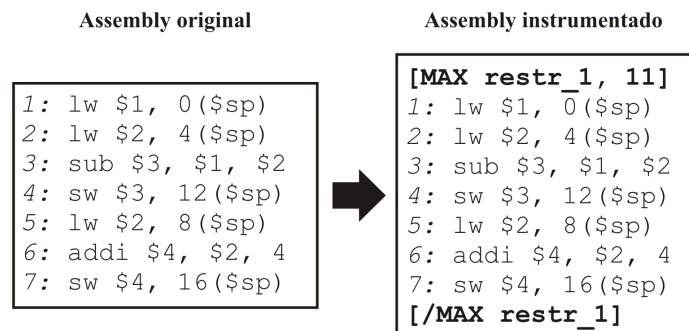 Assembly original
1: lw $1, 0($sp)
2: lw $2, 4($sp)
3: sub $3, $1, $2
4: sw $3, 12($sp)
5: lw $2, 8($sp)
6: addi $4, $2, 4
7: sw $4, 16($sp)
Assembly instrumentado
[MAX restr_1, 11]
1: lw $1, 0($sp)
2: lw $2, 4($sp)
3: sub $3, $1, $2
4: sw $3, 12($sp)
5: lw $2, 8($sp)
6: addi $4, $2, 4
7: sw $4, 16($sp)
[/MAX restr_1]